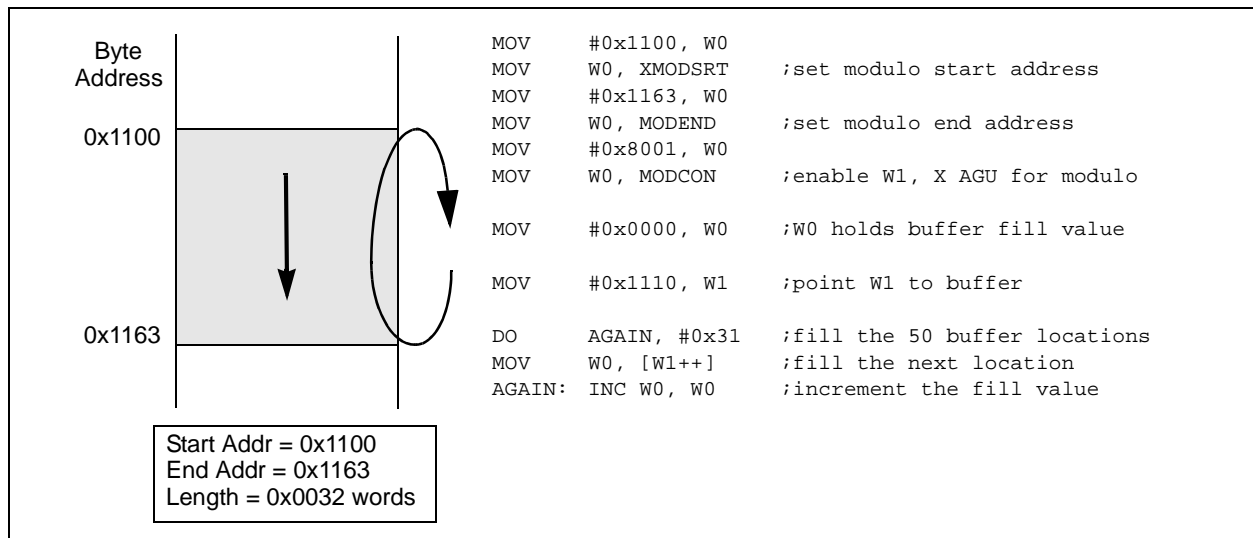 Byte
Address
0x1100
0x1163
Start Addr = 0x1100
End Addr = 0x1163
Length = 0x0032 words
MOV #0x1100, W0
MOV W0, XMODSRT ;set modulo start address
MOV #0x1163, W0
MOV W0, MODEND ;set modulo end address
MOV #0x8001, W0
MOV W0, MODCON ;enable W1, X AGU for modulo
MOV #0x0000, W0 ;W0 holds buffer fill value
MOV #0x1110, W1 ;point W1 to buffer
DO AGAIN, #0x31 ;fill the 50 buffer locations
MOV W0, [W1++] ;fill the next location
AGAIN: INC W0, W0 ;increment the fill value